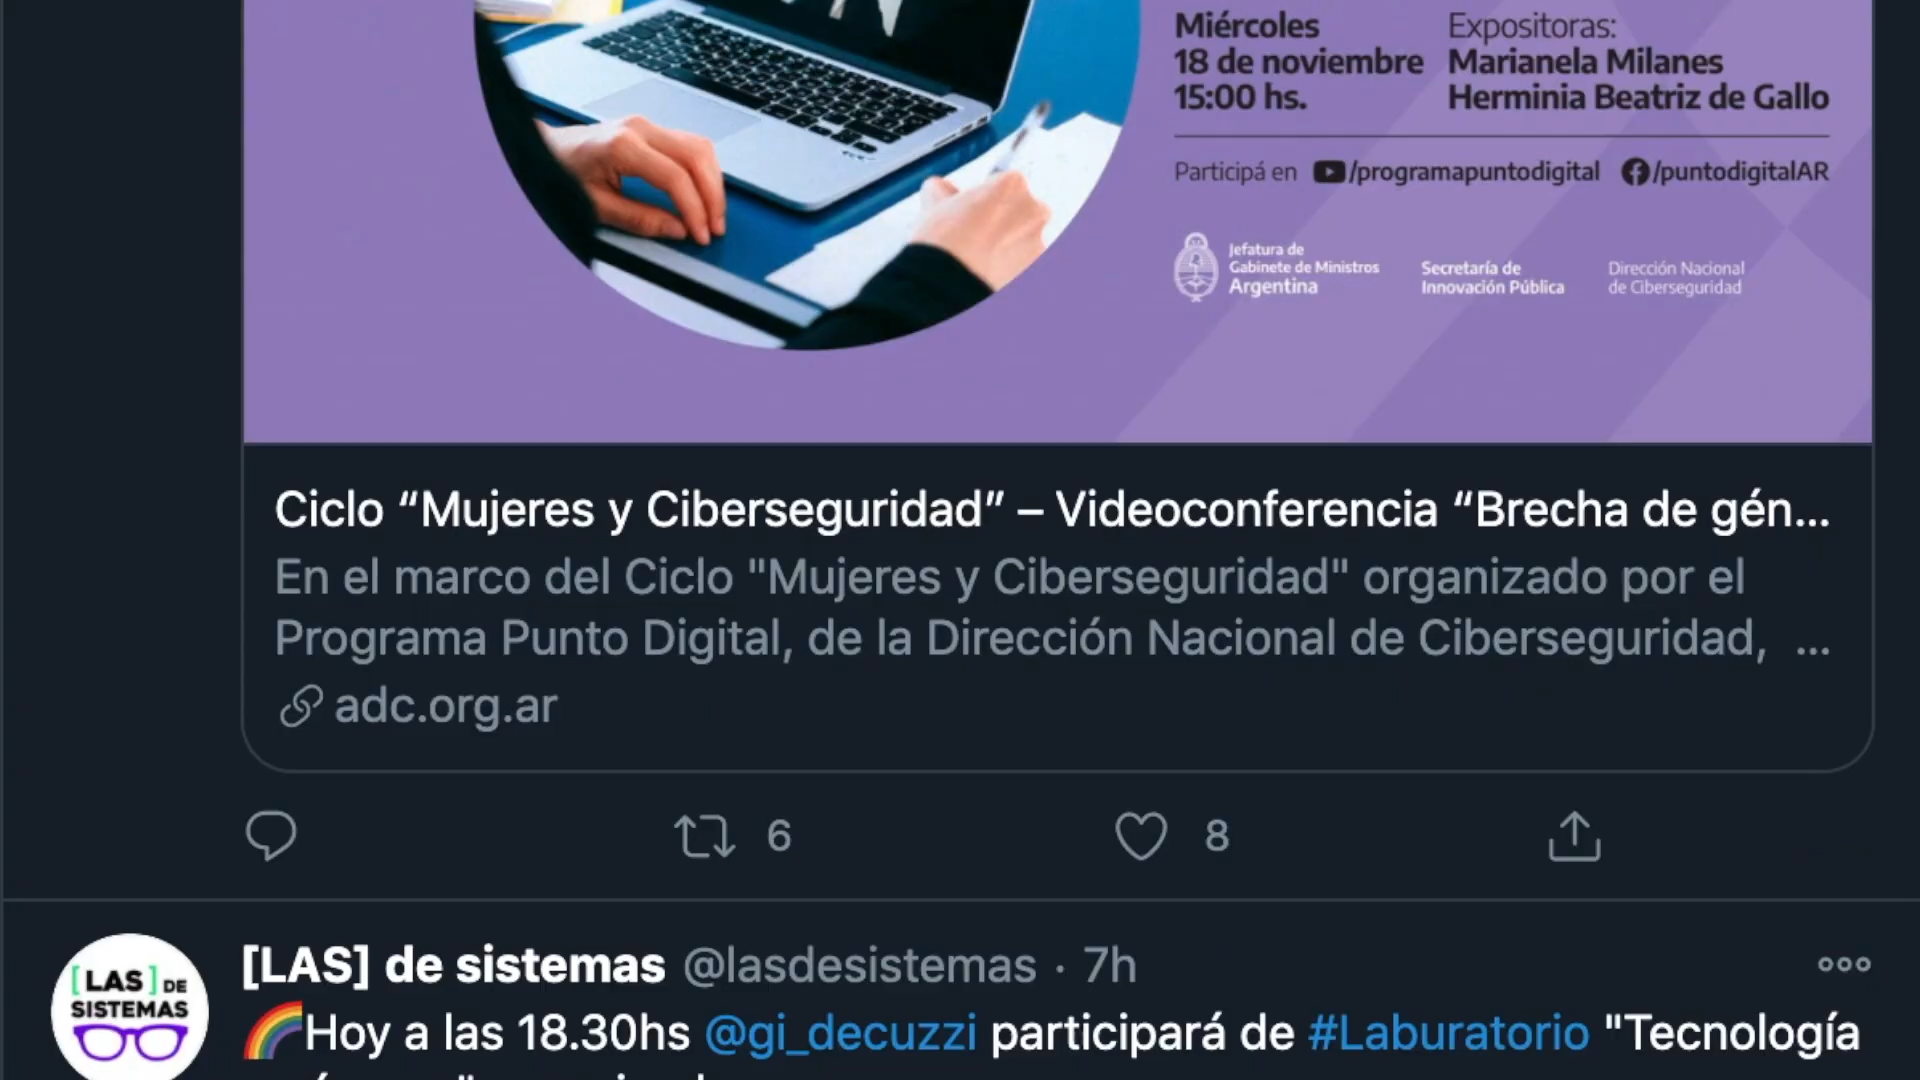 Miércoles
18 de noviembre
15:00 hs.
Expositoras:
Marianela Milanes
Herminia Beatriz de Gallo
Participá en /programapuntodigital /puntodigitalAR
Jefatura de
Gabinete de Ministros
Argentina
Secretaría de
Innovación Pública
Dirección Nacional
de Ciberseguridad
Ciclo “Mujeres y Ciberseguridad” – Videoconferencia “Brecha de gén...
En el marco del Ciclo "Mujeres y Ciberseguridad" organizado por el
Programa Punto Digital, de la Dirección Nacional de Ciberseguridad, ...
adc.org.ar
6
8
[LAS] DE
SISTEMAS
[LAS] de sistemas @lasdesistemas · 7h
🌈Hoy a las 18.30hs @gi_decuzzi participará de #Laburatorio "Tecnología